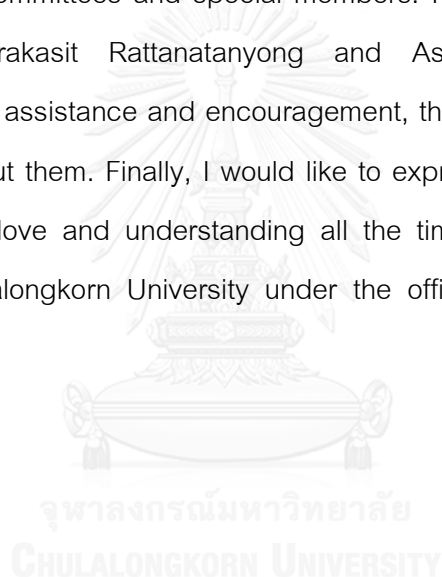 ommittees and special members.
rakasit Rattanatanyong and As
assistance and encouragement, th
ut them. Finally, I would like to expr
love and understanding all the tim
alongkorn University under the offi
จุฬาลงกรณ์มหาวิทยาลัย
CHULALONGKORN UNIVERSITY